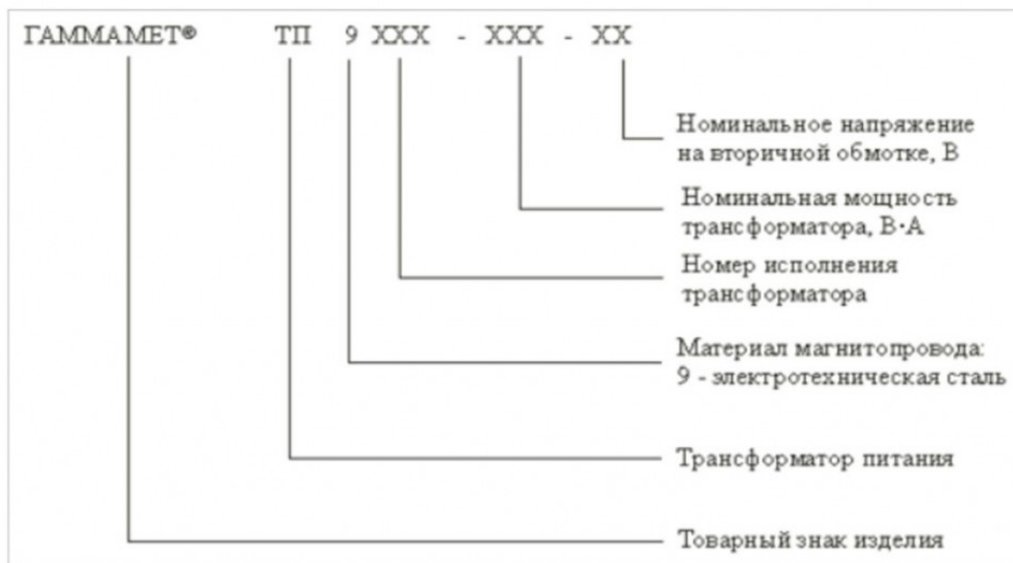 ГАММАМЕТ® ТП 9 ХХХ - ХХХ - ХХ
Номинальное напряжение
на вторичной обмотке, В
Номинальная мощность
трансформатора, В·А
Номер исполнения
трансформатора
Материал магнитопровода:
9 - электротехническая сталь
Трансформатор питания
Товарный знак изделия